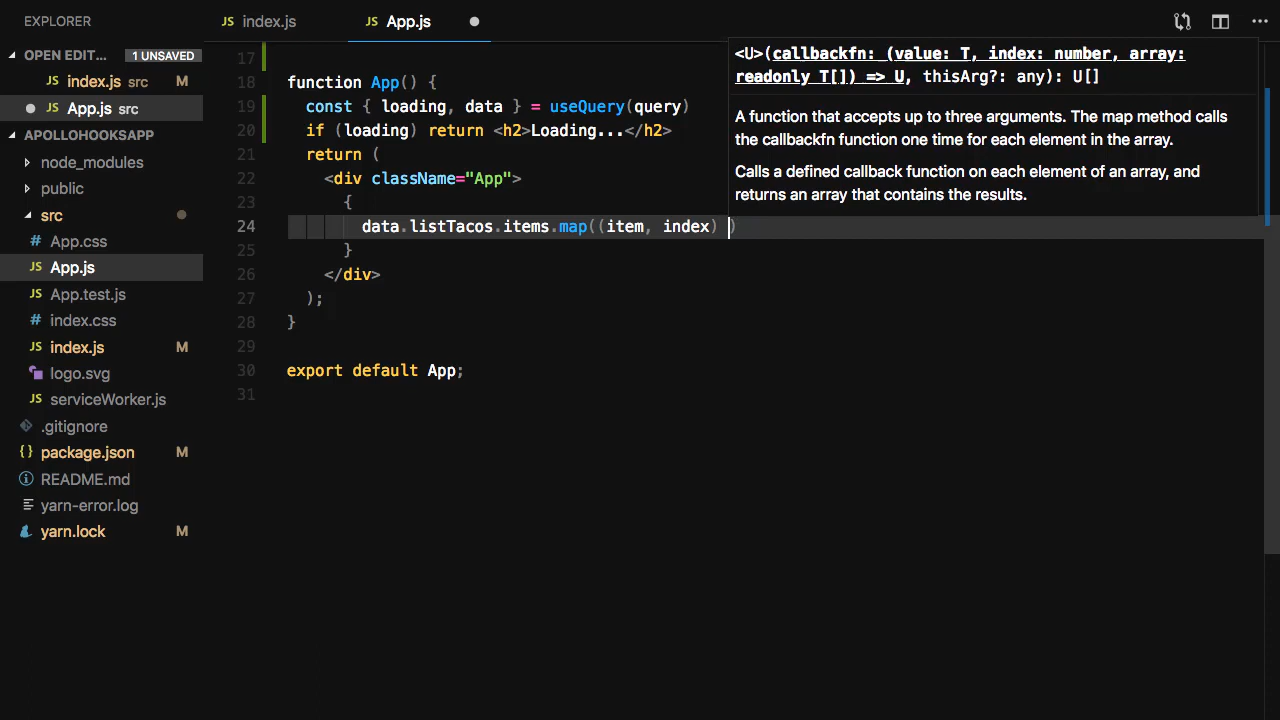 EXPLORER
OPEN EDIT... 1 UNSAVED
JS index.js src M
JS App.js src
APOLLOHOOKSAPP
node_modules
public
src
# App.css
JS App.js
JS App.test.js
# index.css
JS index.js M
logo.svg
JS serviceWorker.js
.gitignore
{} package.json M
README.md
yarn-error.log
yarn.lock M
JS index.js
JS App.js
17
18 function App() {
19 const { loading, data } = useQuery(query)
20 if (loading) return <h2>Loading...</h2>
21 return (
22 <div className="App">
23 {
24 data.listTacos.items.map((item, index) )
25 }
26 </div>
27 );
28 }
29
30 export default App;
31
<U>(callbackfn: (value: T, index: number, array:
readonly T[]) => U, thisArg?: any): U[]
A function that accepts up to three arguments. The map method calls
the callbackfn function one time for each element in the array.
Calls a defined callback function on each element of an array, and
returns an array that contains the results.